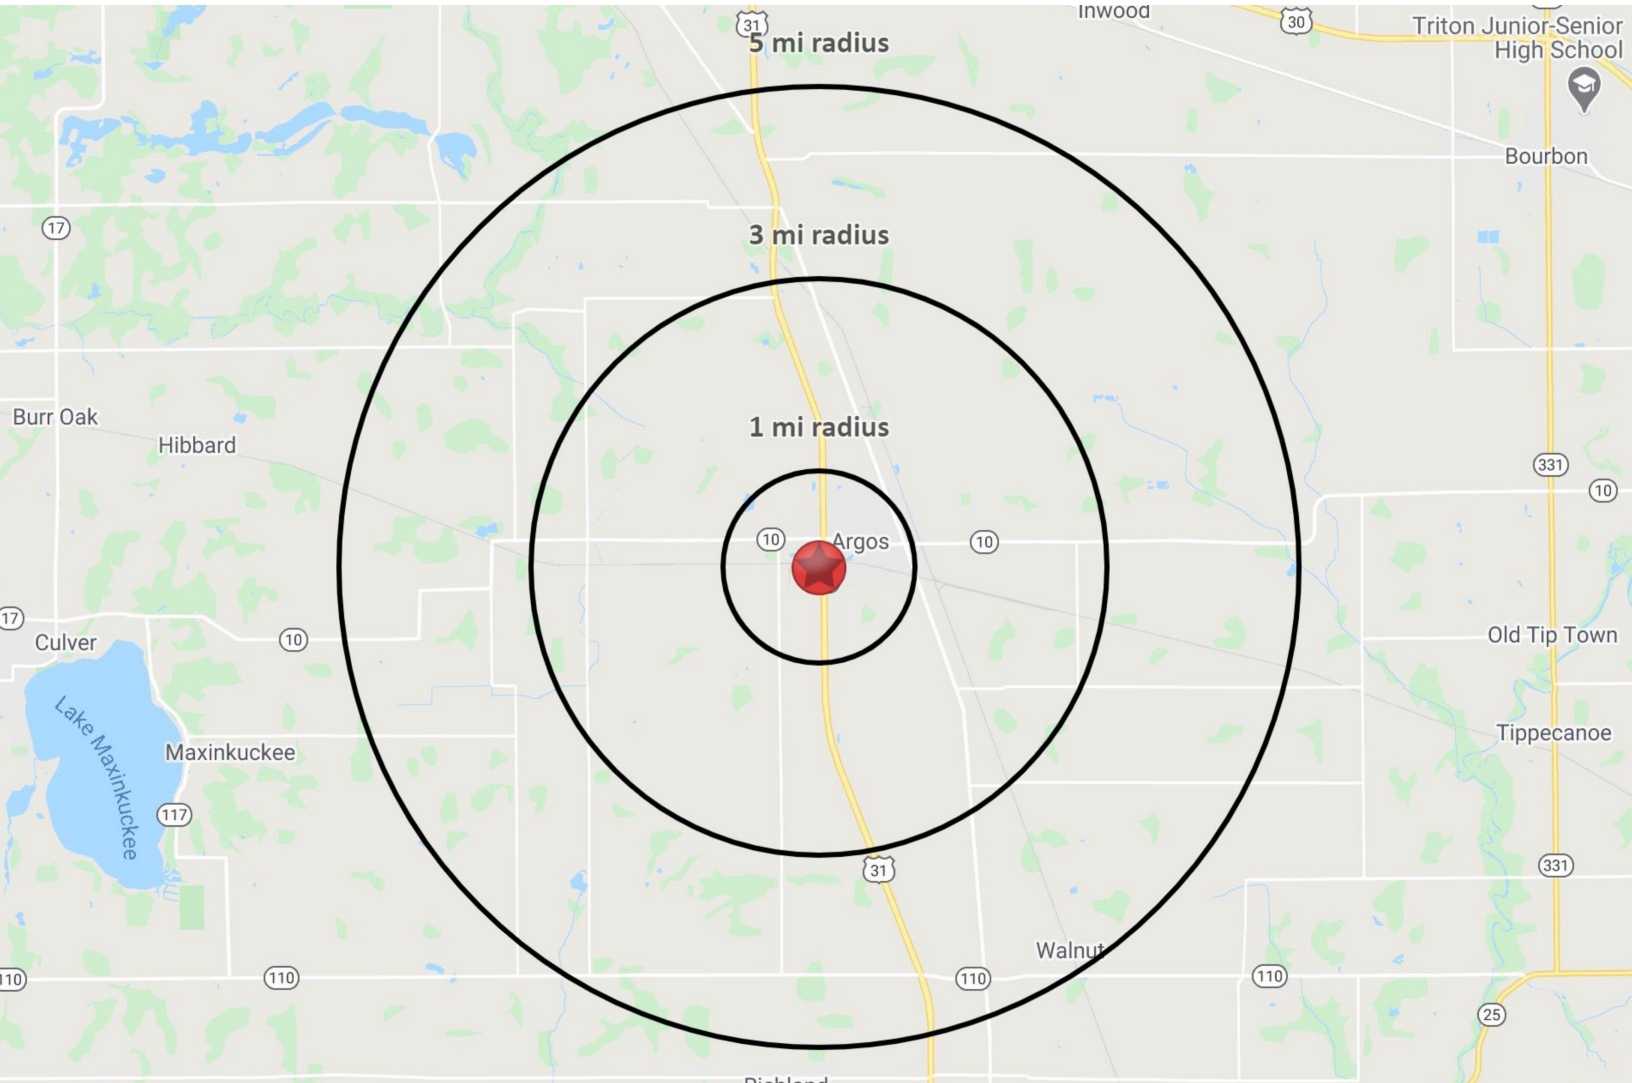 Inwood
31
30
5 mi radius
Triton Junior-Senior
High School
Bourbon
17
3 mi radius
Burr Oak
1 mi radius
Hibbard
331
10
10
Argos
10
17
Culver
10
Old Tip Town
Lake Maxinkuckee
Maxinkuckee
Tippecanoe
117
31
331
Walnut
110
110
110
110
25
Richland